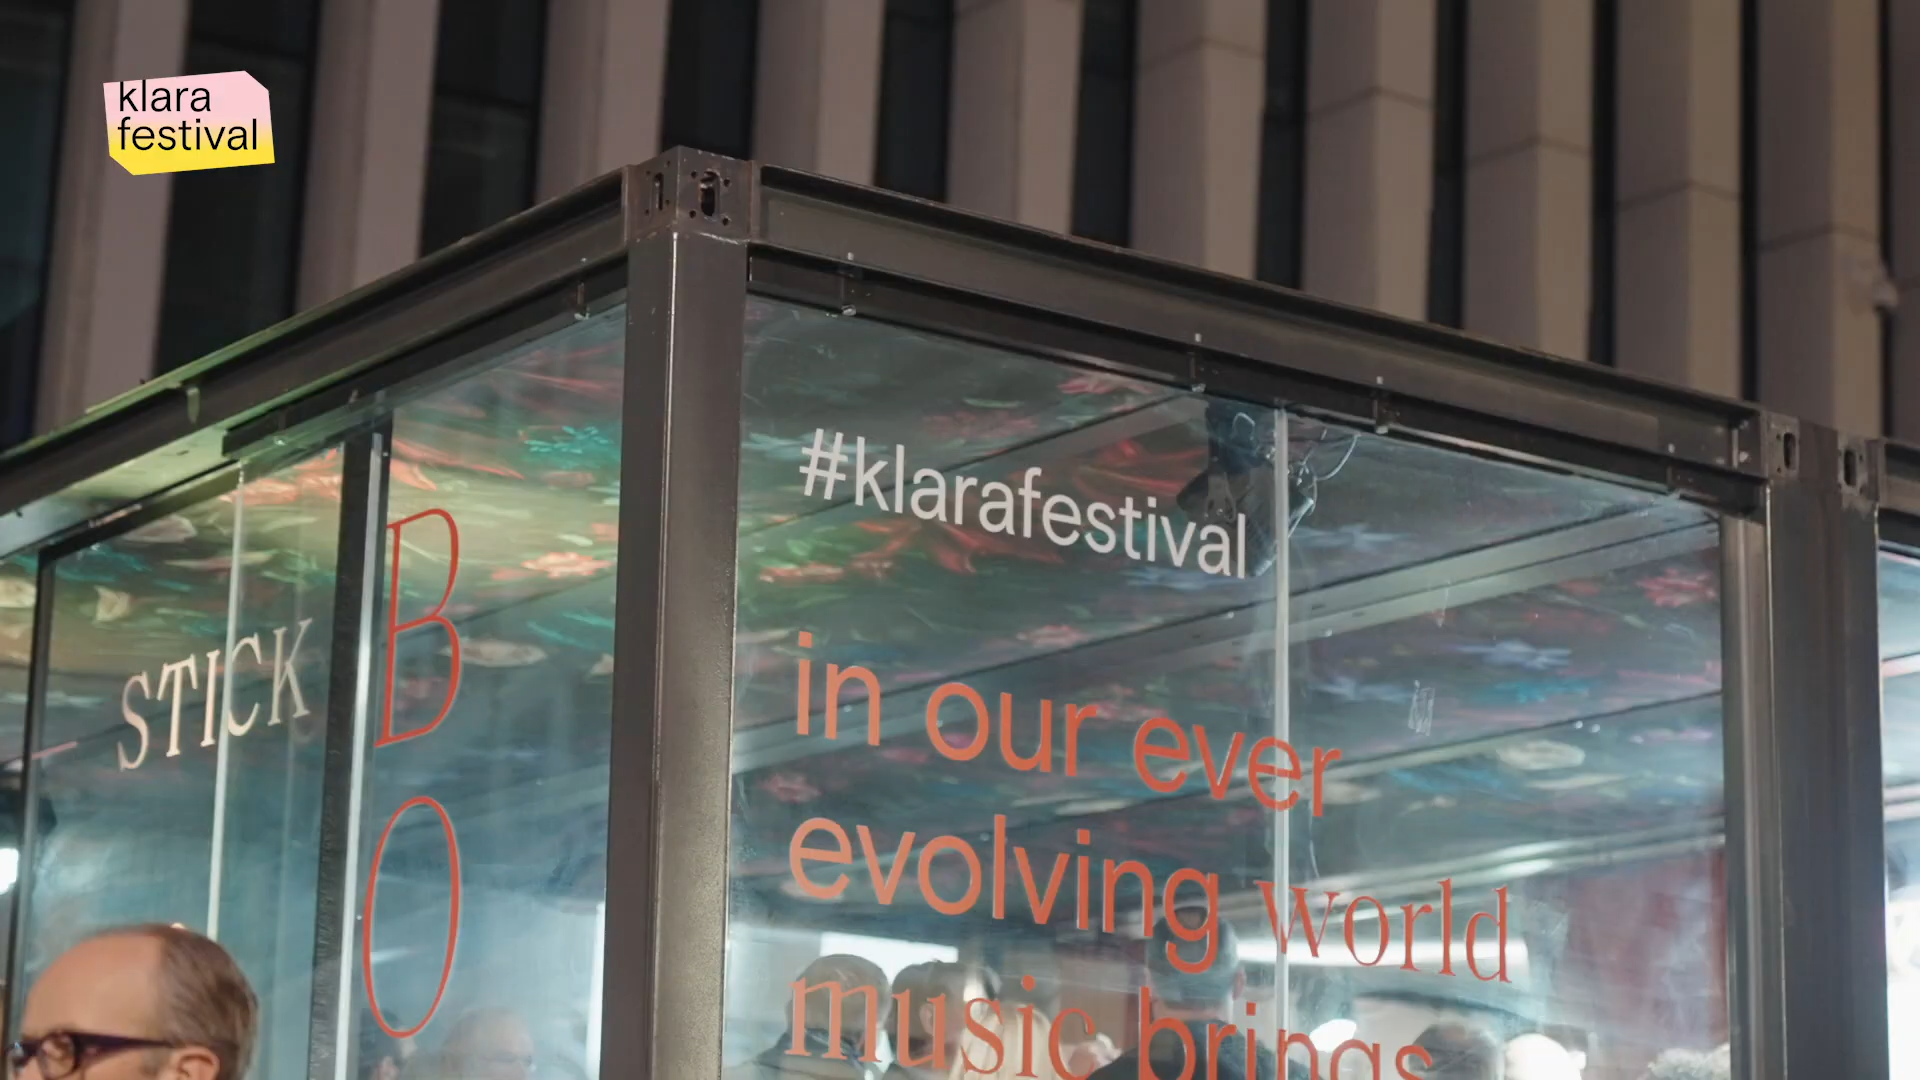 klara
festival
STICK
B
O
#klarafestival
in our ever
evolving world
music brings